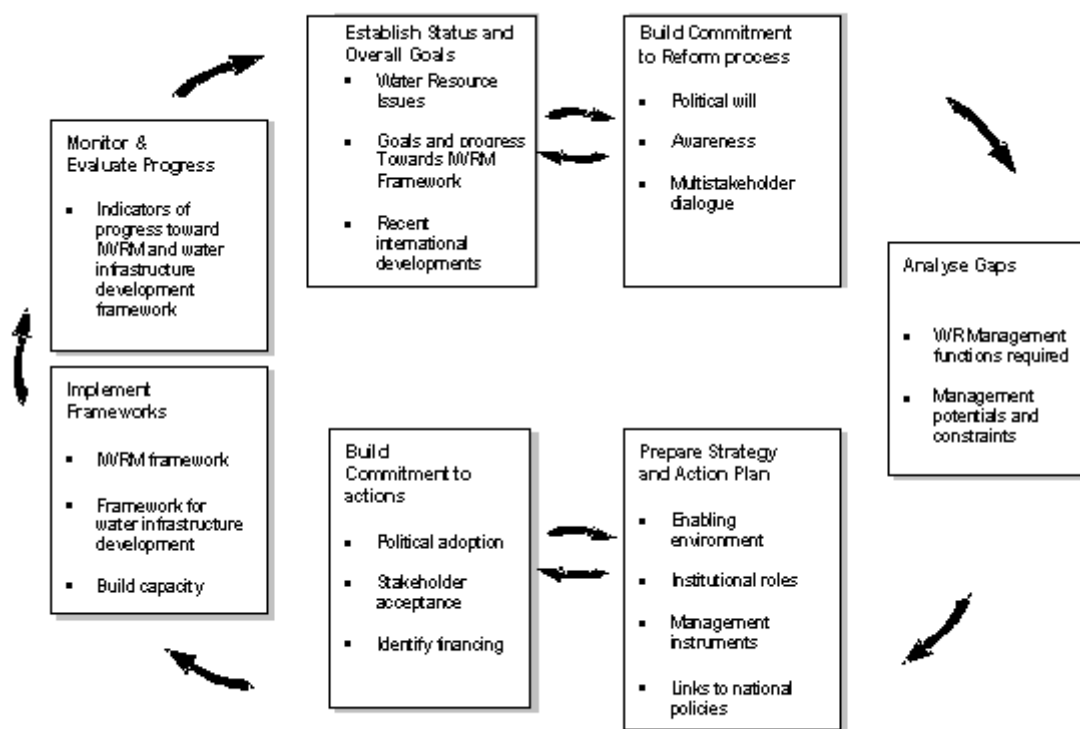 Establish Status and
Overall Goals
▪ Water Resource
Issues
▪ Goals and progress
Towards IWRM
Framework
▪ Recent
international
developments
Build Commitment
to Reform process
▪ Political will
▪ Awareness
▪ Multistakeholder
dialogue
Analyse Gaps
▪ WR Management
functions required
▪ Management
potentials and
constraints
Prepare Strategy
and Action Plan
▪ Enabling
environment
▪ Institutional roles
▪ Management
instruments
▪ Links to national
policies
Build
Commitment to
actions
▪ Political adoption
▪ Stakeholder
acceptance
▪ Identify financing
Implement
Frameworks
▪ IWRM framework
▪ Framework for
water infrastructure
development
▪ Build capacity
Monitor &
Evaluate Progress
▪ Indicators of
progress toward
IWRM and water
infrastructure
development
framework